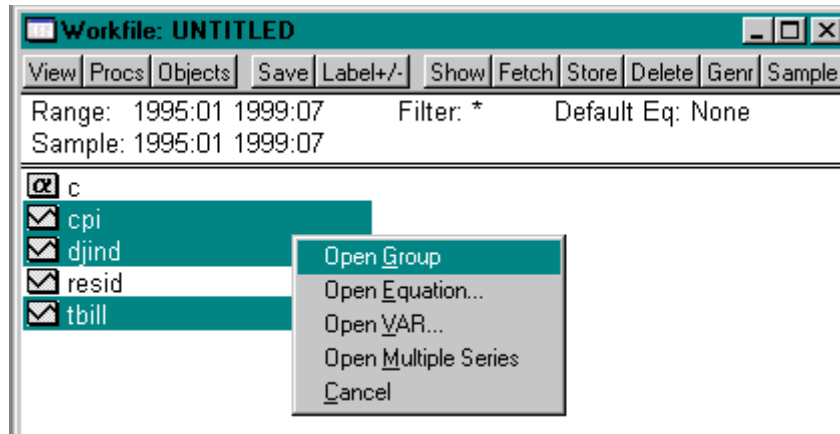 Workfile: UNTITLED
View Procs Objects Save Label+/- Show Fetch Store Delete Genr Sample
Range: 1995:01 1999:07 Filter: * Default Eq: None
Sample: 1995:01 1999:07
α c
cpi
djind
resid
tbill
Open Group
Open Equation...
Open VAR...
Open Multiple Series
Cancel